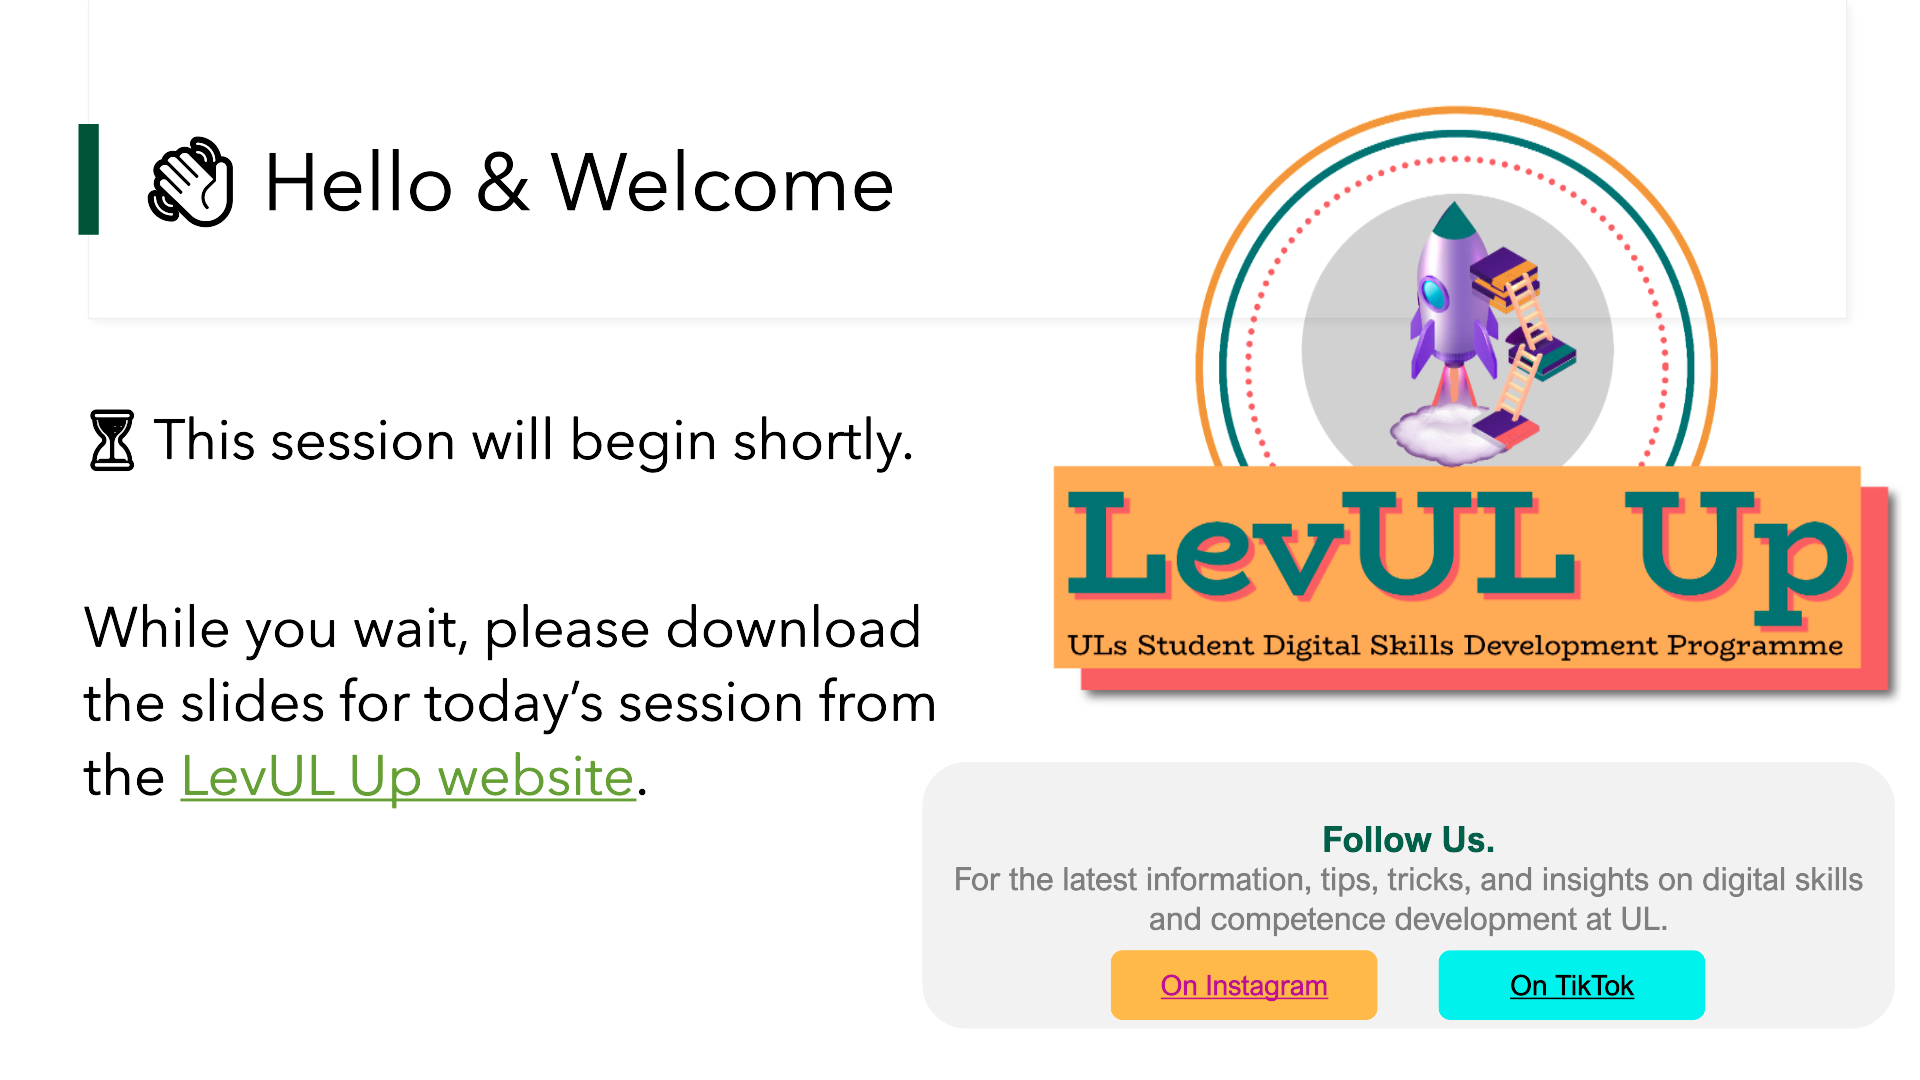 Hello & Welcome
This session will begin shortly.
While you wait, please download
the slides for today’s session from
the LevUL Up website.
LevUL Up
ULs Student Digital Skills Development Programme
Follow Us.
For the latest information, tips, tricks, and insights on digital skills
and competence development at UL.
On Instagram
On TikTok